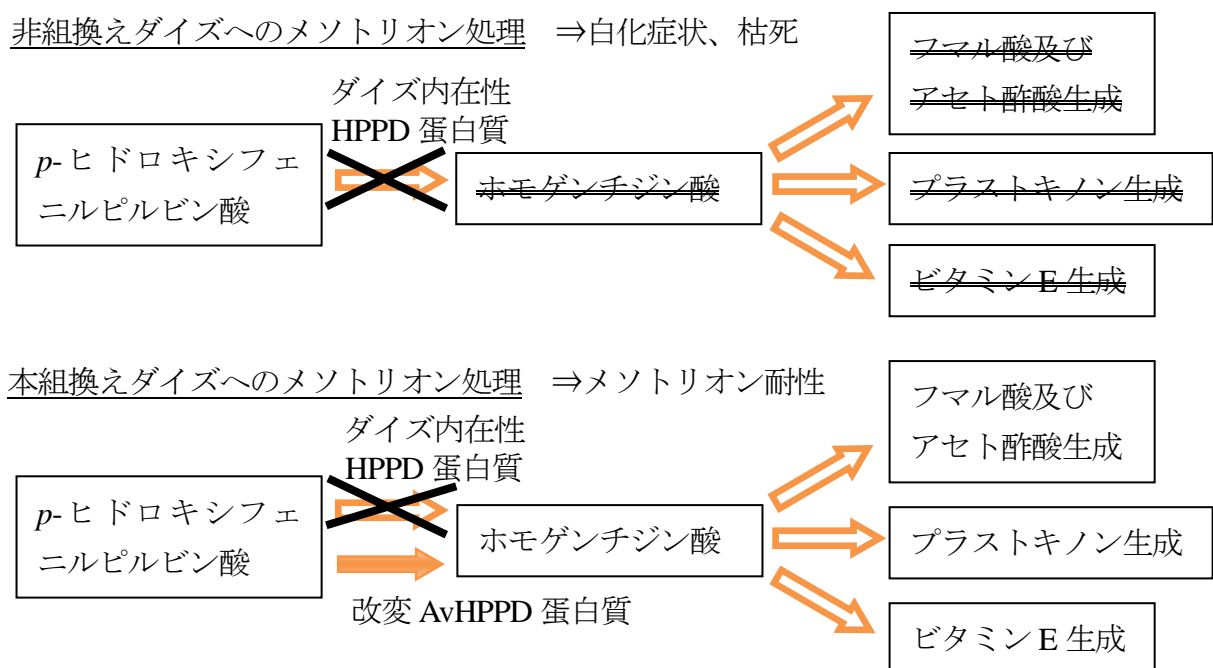 非組換えダイズへのメソトリオン処理　⇒白化症状、枯死
ダイズ内在性
HPPD 蛋白質
p-ヒドロキシフェ
ニルピルビン酸
ホモゲンチジン酸
フマル酸及び
アセト酢酸生成
プラストキノン生成
ビタミン E 生成
本組換えダイズへのメソトリオン処理　⇒メソトリオン耐性
ダイズ内在性
HPPD 蛋白質
p-ヒドロキシフェ
ニルピルビン酸
改変 AvHPPD 蛋白質
ホモゲンチジン酸
フマル酸及び
アセト酢酸生成
プラストキノン生成
ビタミン E 生成